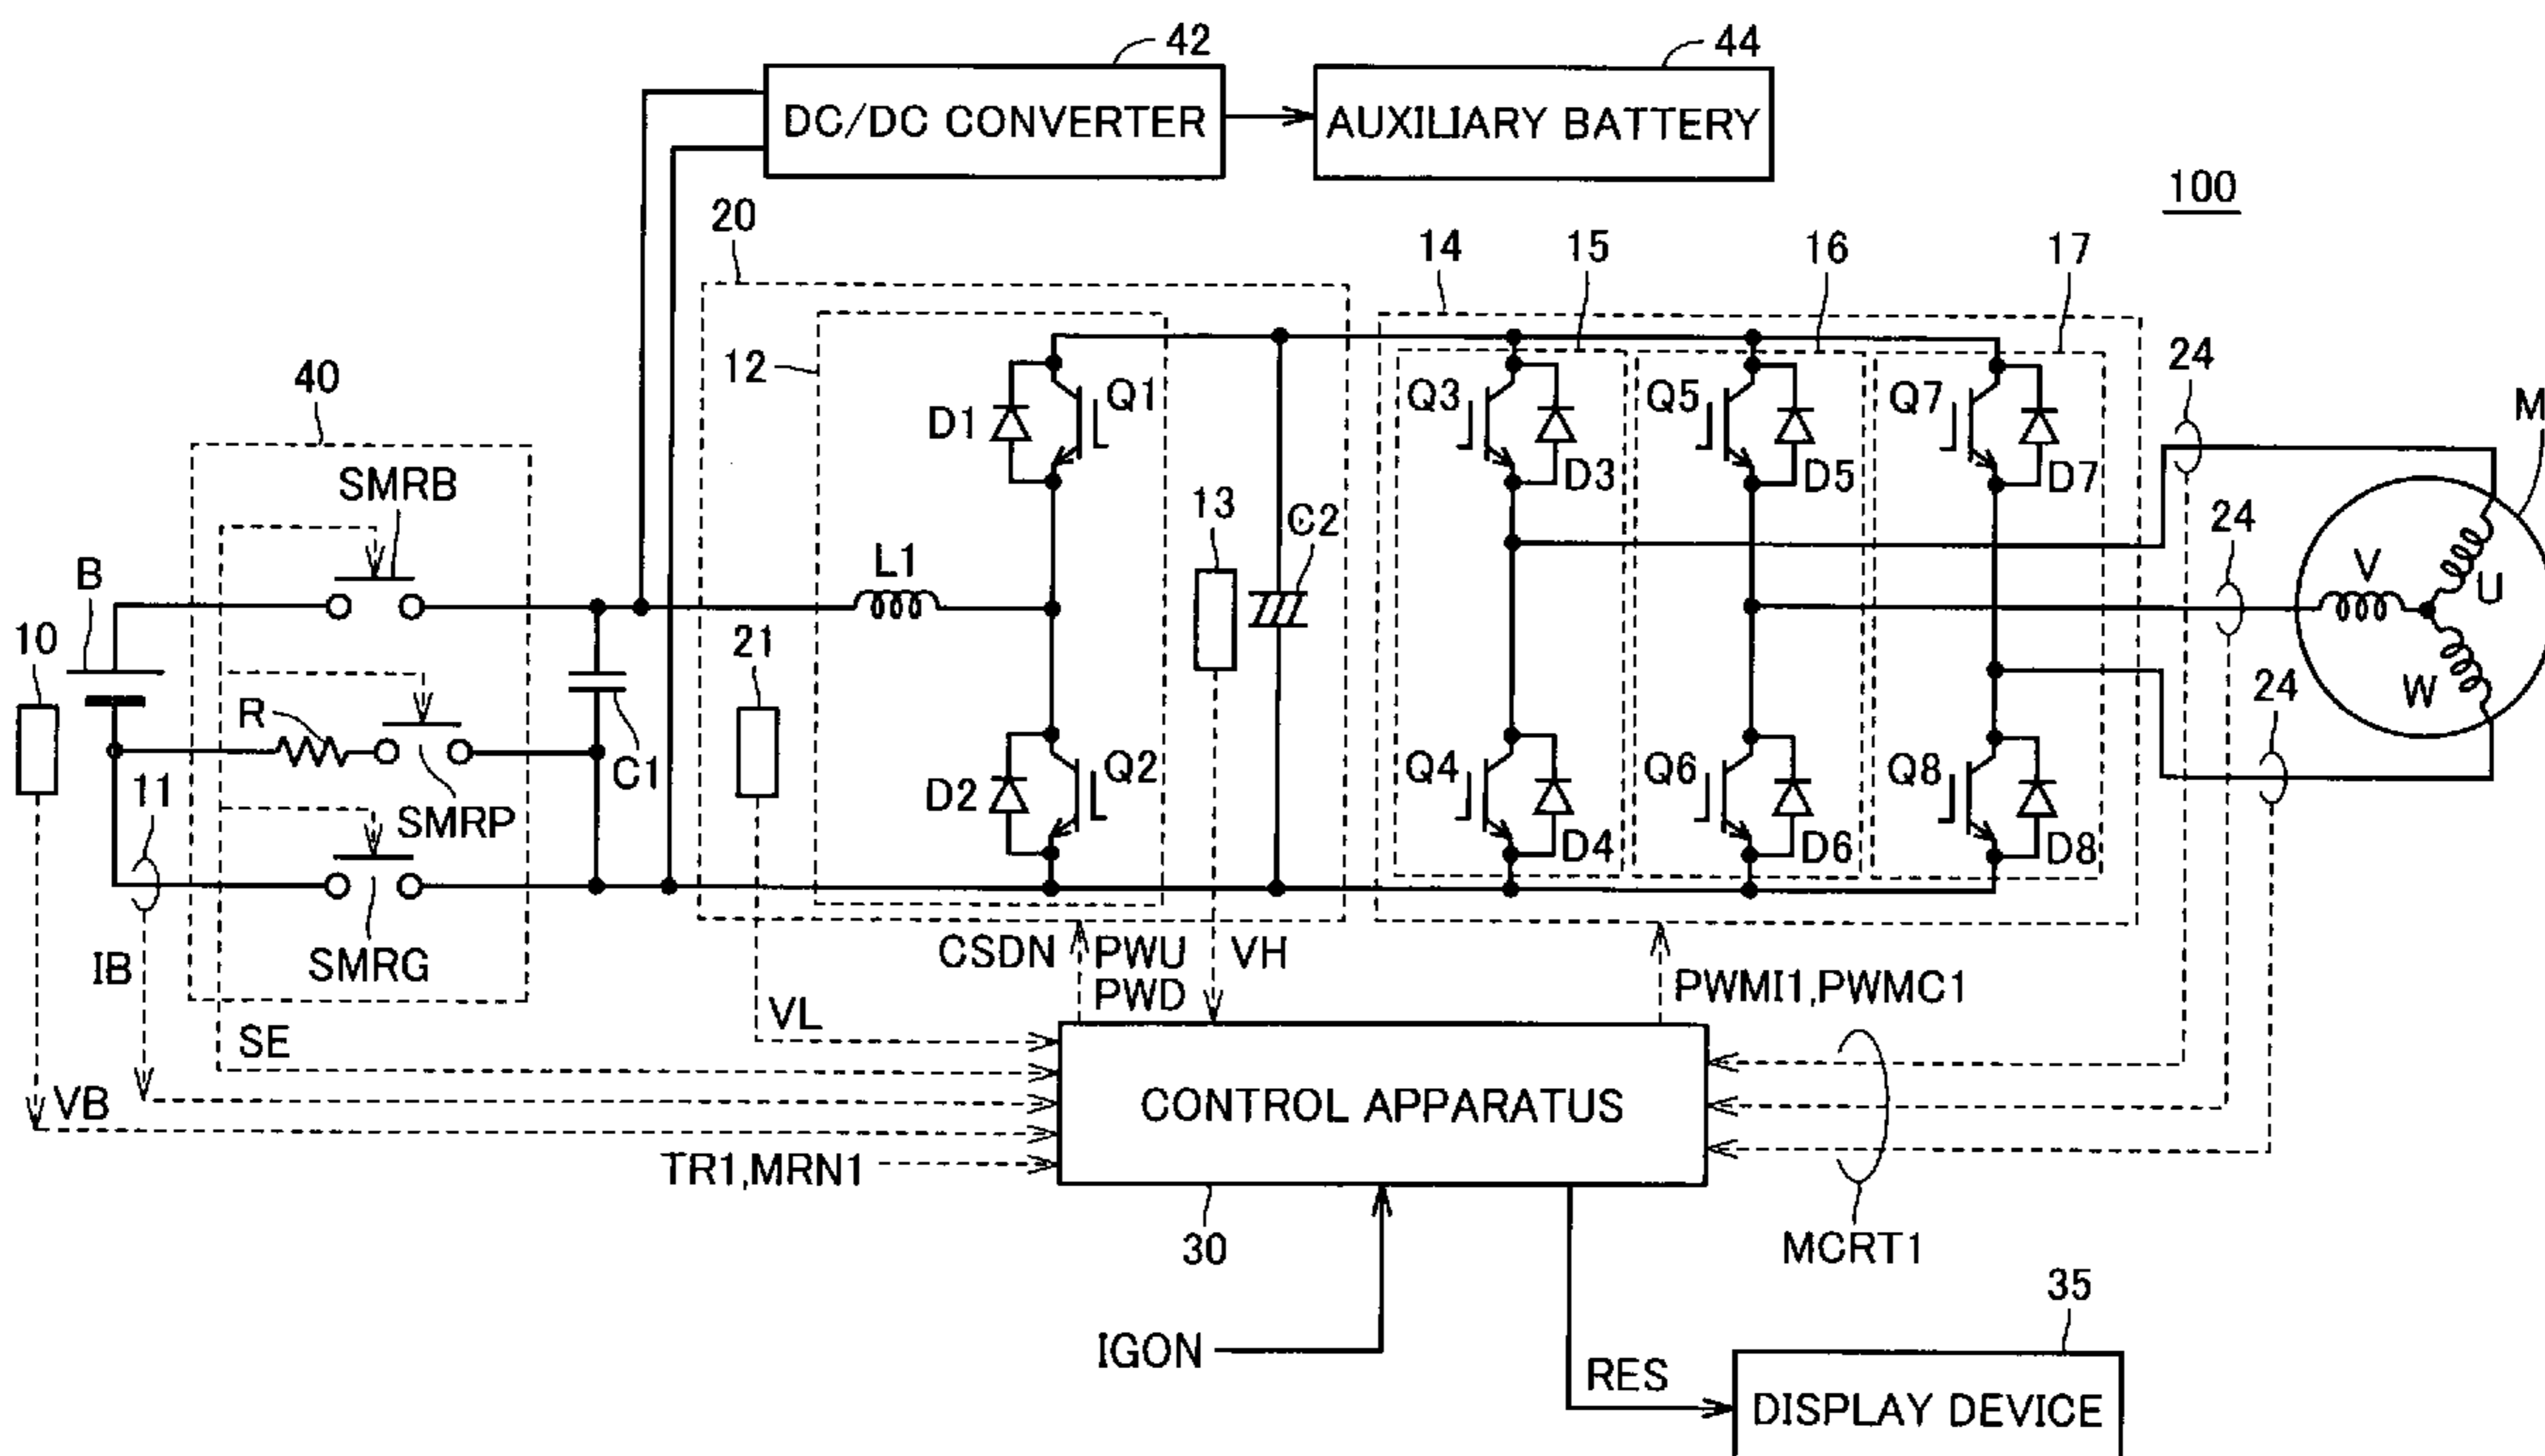 42
44
DC/DC CONVERTER
AUXILIARY BATTERY
100
20
14
15
16
17
12
40
24
M
D1
Q1
Q3
Q5
Q7
D3
D5
D7
SMRB
13
C2
24
B
L1
V
U
10
21
24
W
R
11
C1
D2
Q2
Q4
Q6
Q8
SMRP
D4
D6
D8
IB
SMRG
CSDN
PWU
PWD
VH
PWMI1,PWMC1
VL
SE
VB
CONTROL APPARATUS
TR1,MRN1
30
MCRT1
35
IGON
RES
DISPLAY DEVICE